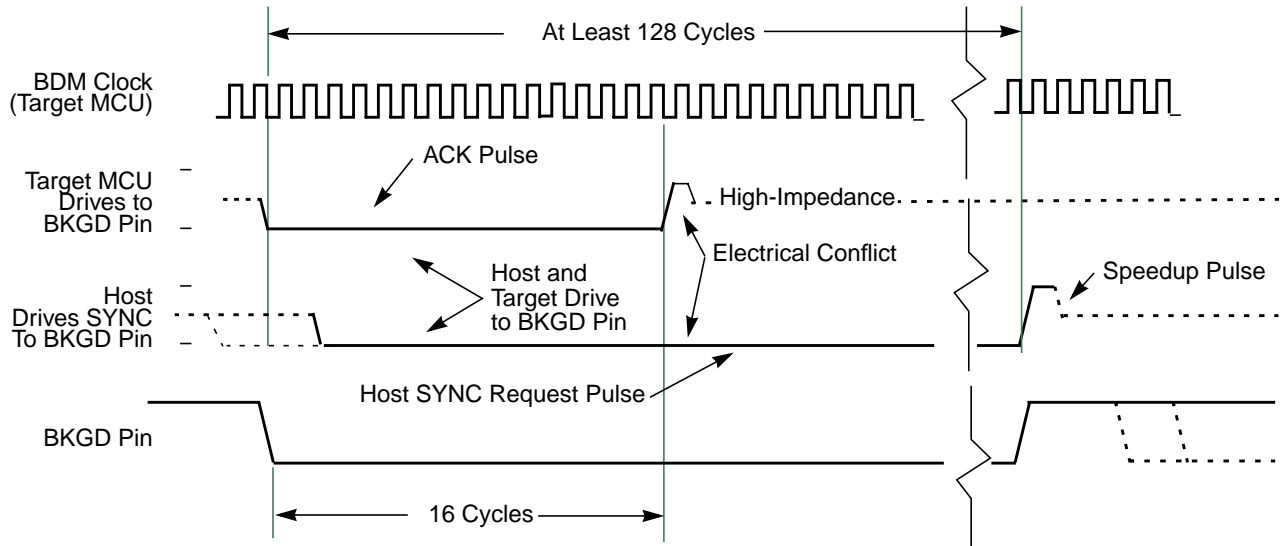 At Least 128 Cycles
BDM Clock
(Target MCU)
ACK Pulse
Target MCU
Drives to
BKGD Pin
High-Impedance
Electrical Conflict
Host and
Target Drive
to BKGD Pin
Speedup Pulse
Host
Drives SYNC
To BKGD Pin
Host SYNC Request Pulse
BKGD Pin
16 Cycles